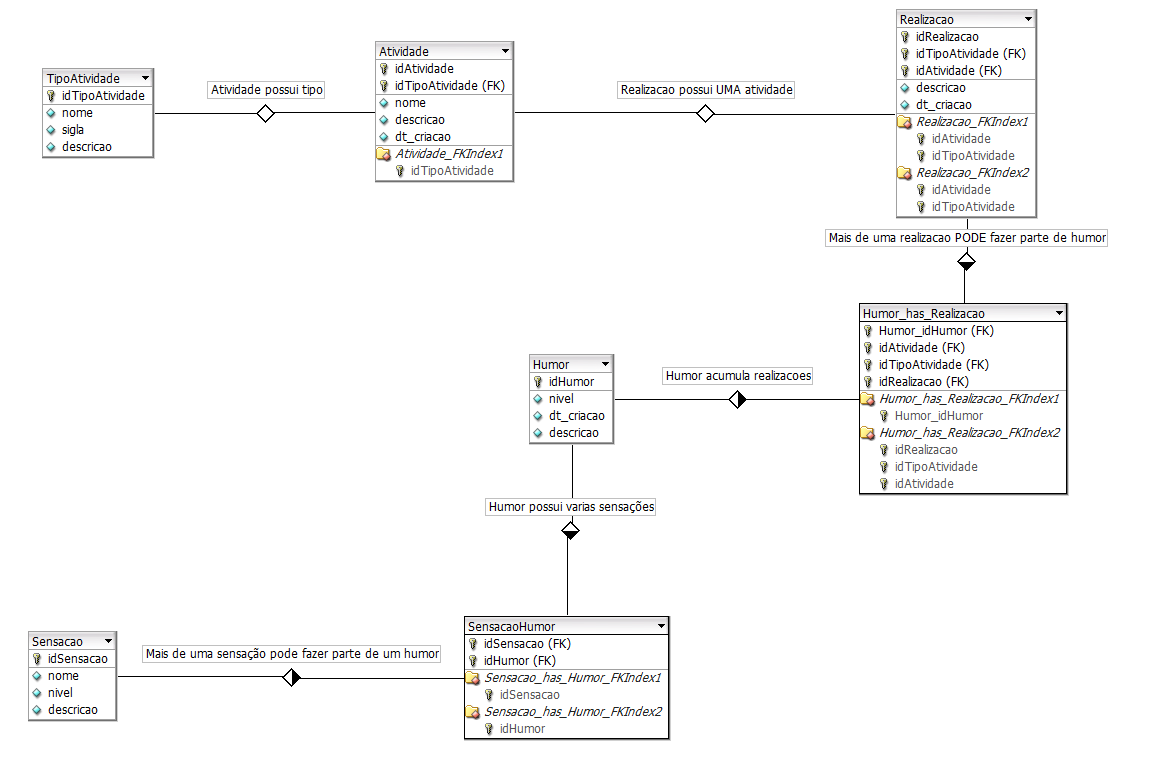 TipoAtividade
idTipoAtividade
nome
sigla
descricao
Atividade possui tipo
Atividade
idAtividade
idTipoAtividade (FK)
nome
descricao
dt_criacao
Atividade_FKIndex1
idTipoAtividade
Realizacao possui UMA atividade
Realizacao
idRealizacao
idTipoAtividade (FK)
idAtividade (FK)
descricao
dt_criacao
Realizacao_FKIndex1
idAtividade
idTipoAtividade
Realizacao_FKIndex2
idAtividade
idTipoAtividade
Mais de uma realizacao PODE fazer parte de humor
Humor_has_Realizacao
Humor_idHumor (FK)
idAtividade (FK)
idTipoAtividade (FK)
idRealizacao (FK)
Humor_has_Realizacao_FKIndex1
Humor_idHumor
Humor_has_Realizacao_FKIndex2
idRealizacao
idTipoAtividade
idAtividade
Humor acumula realizacoes
Humor
idHumor
nivel
dt_criacao
descricao
Humor possui varias sensações
SensacaoHumor
idSensacao (FK)
idHumor (FK)
Sensacao_has_Humor_FKIndex1
idSensacao
Sensacao_has_Humor_FKIndex2
idHumor
Mais de uma sensação pode fazer parte de um humor
Sensacao
idSensacao
nome
nivel
descricao